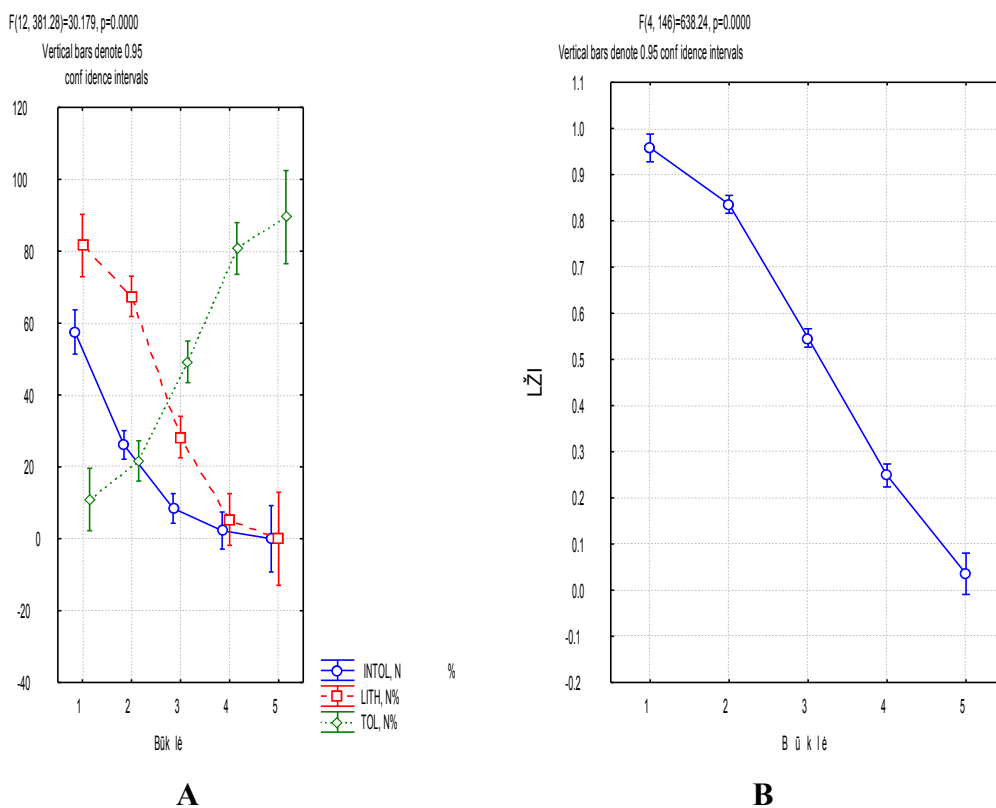 F(12, 381.28)=30.179, p=0.0000
Vertical bars denote 0.95
conf idence intervals
120
100
80
60
40
20
0
-20
-40
1 2 3 4 5
Būk lė
INTOL, N %
LITH, N%
TOL, N%
A
F(4, 146)=638.24, p=0.0000
Vertical bars denote 0.95 conf idence intervals
1.1
1.0
0.9
0.8
0.7
0.6
0.5
0.4
0.3
0.2
0.1
0.0
-0.1
-0.2
LŽI
1 2 3 4 5
B ū k l ė
B